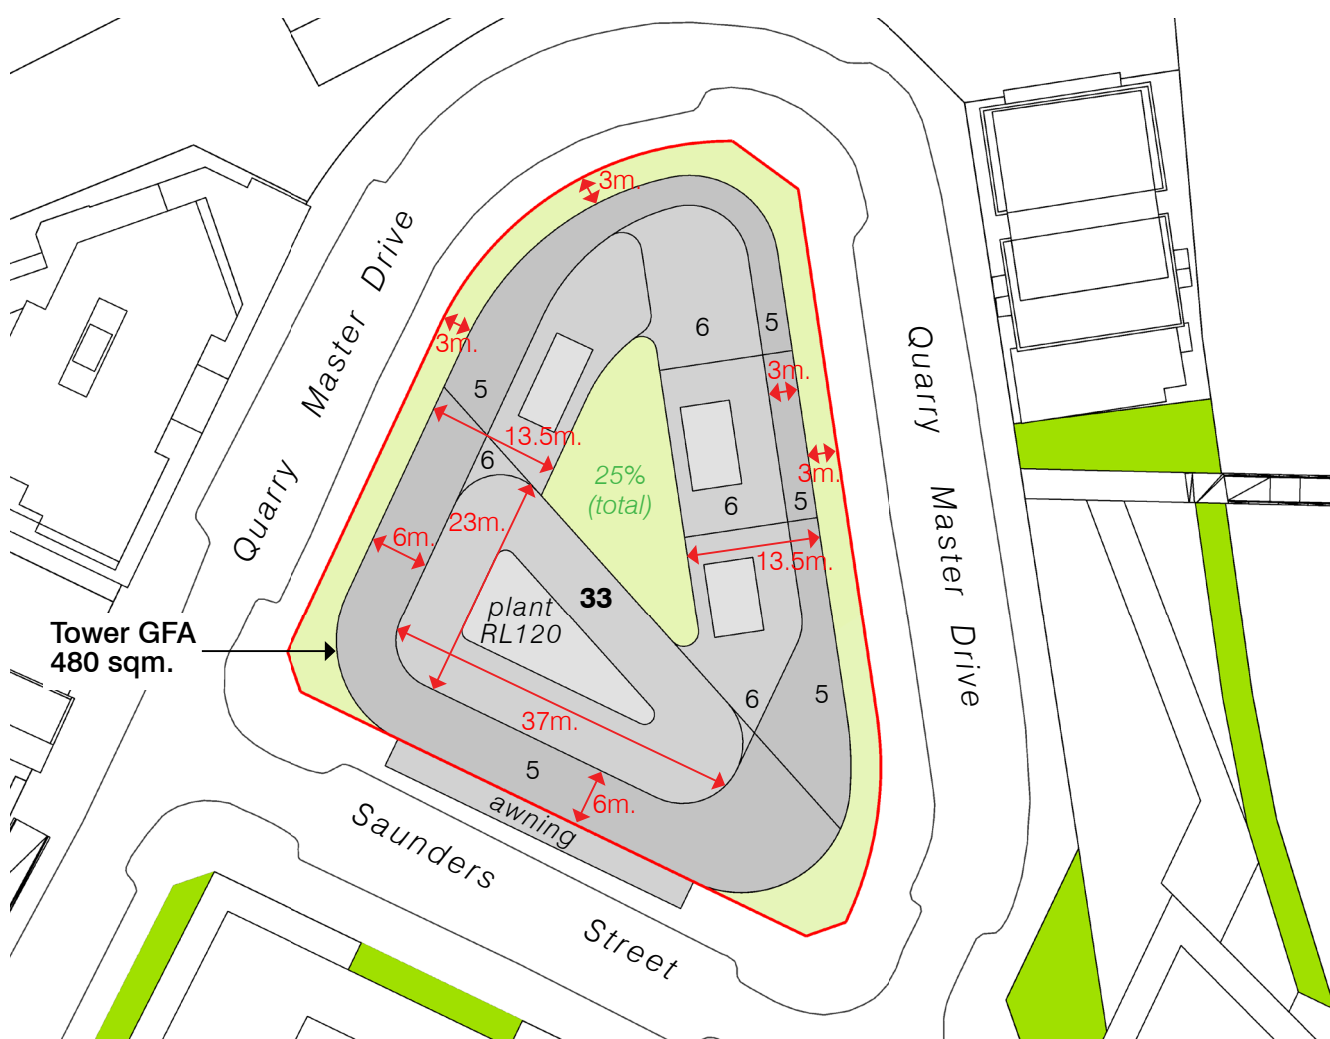 3m.
Quarry Master Drive
6
5
3m.
Quarry Master Drive
3m.
5
13.5m.
6
25%
(total)
3m.
6
5
23m.
6m.
13.5m.
33
plant
RL120
Tower GFA
480 sqm.
6
5
37m.
5
6m.
awning
Saunders Street